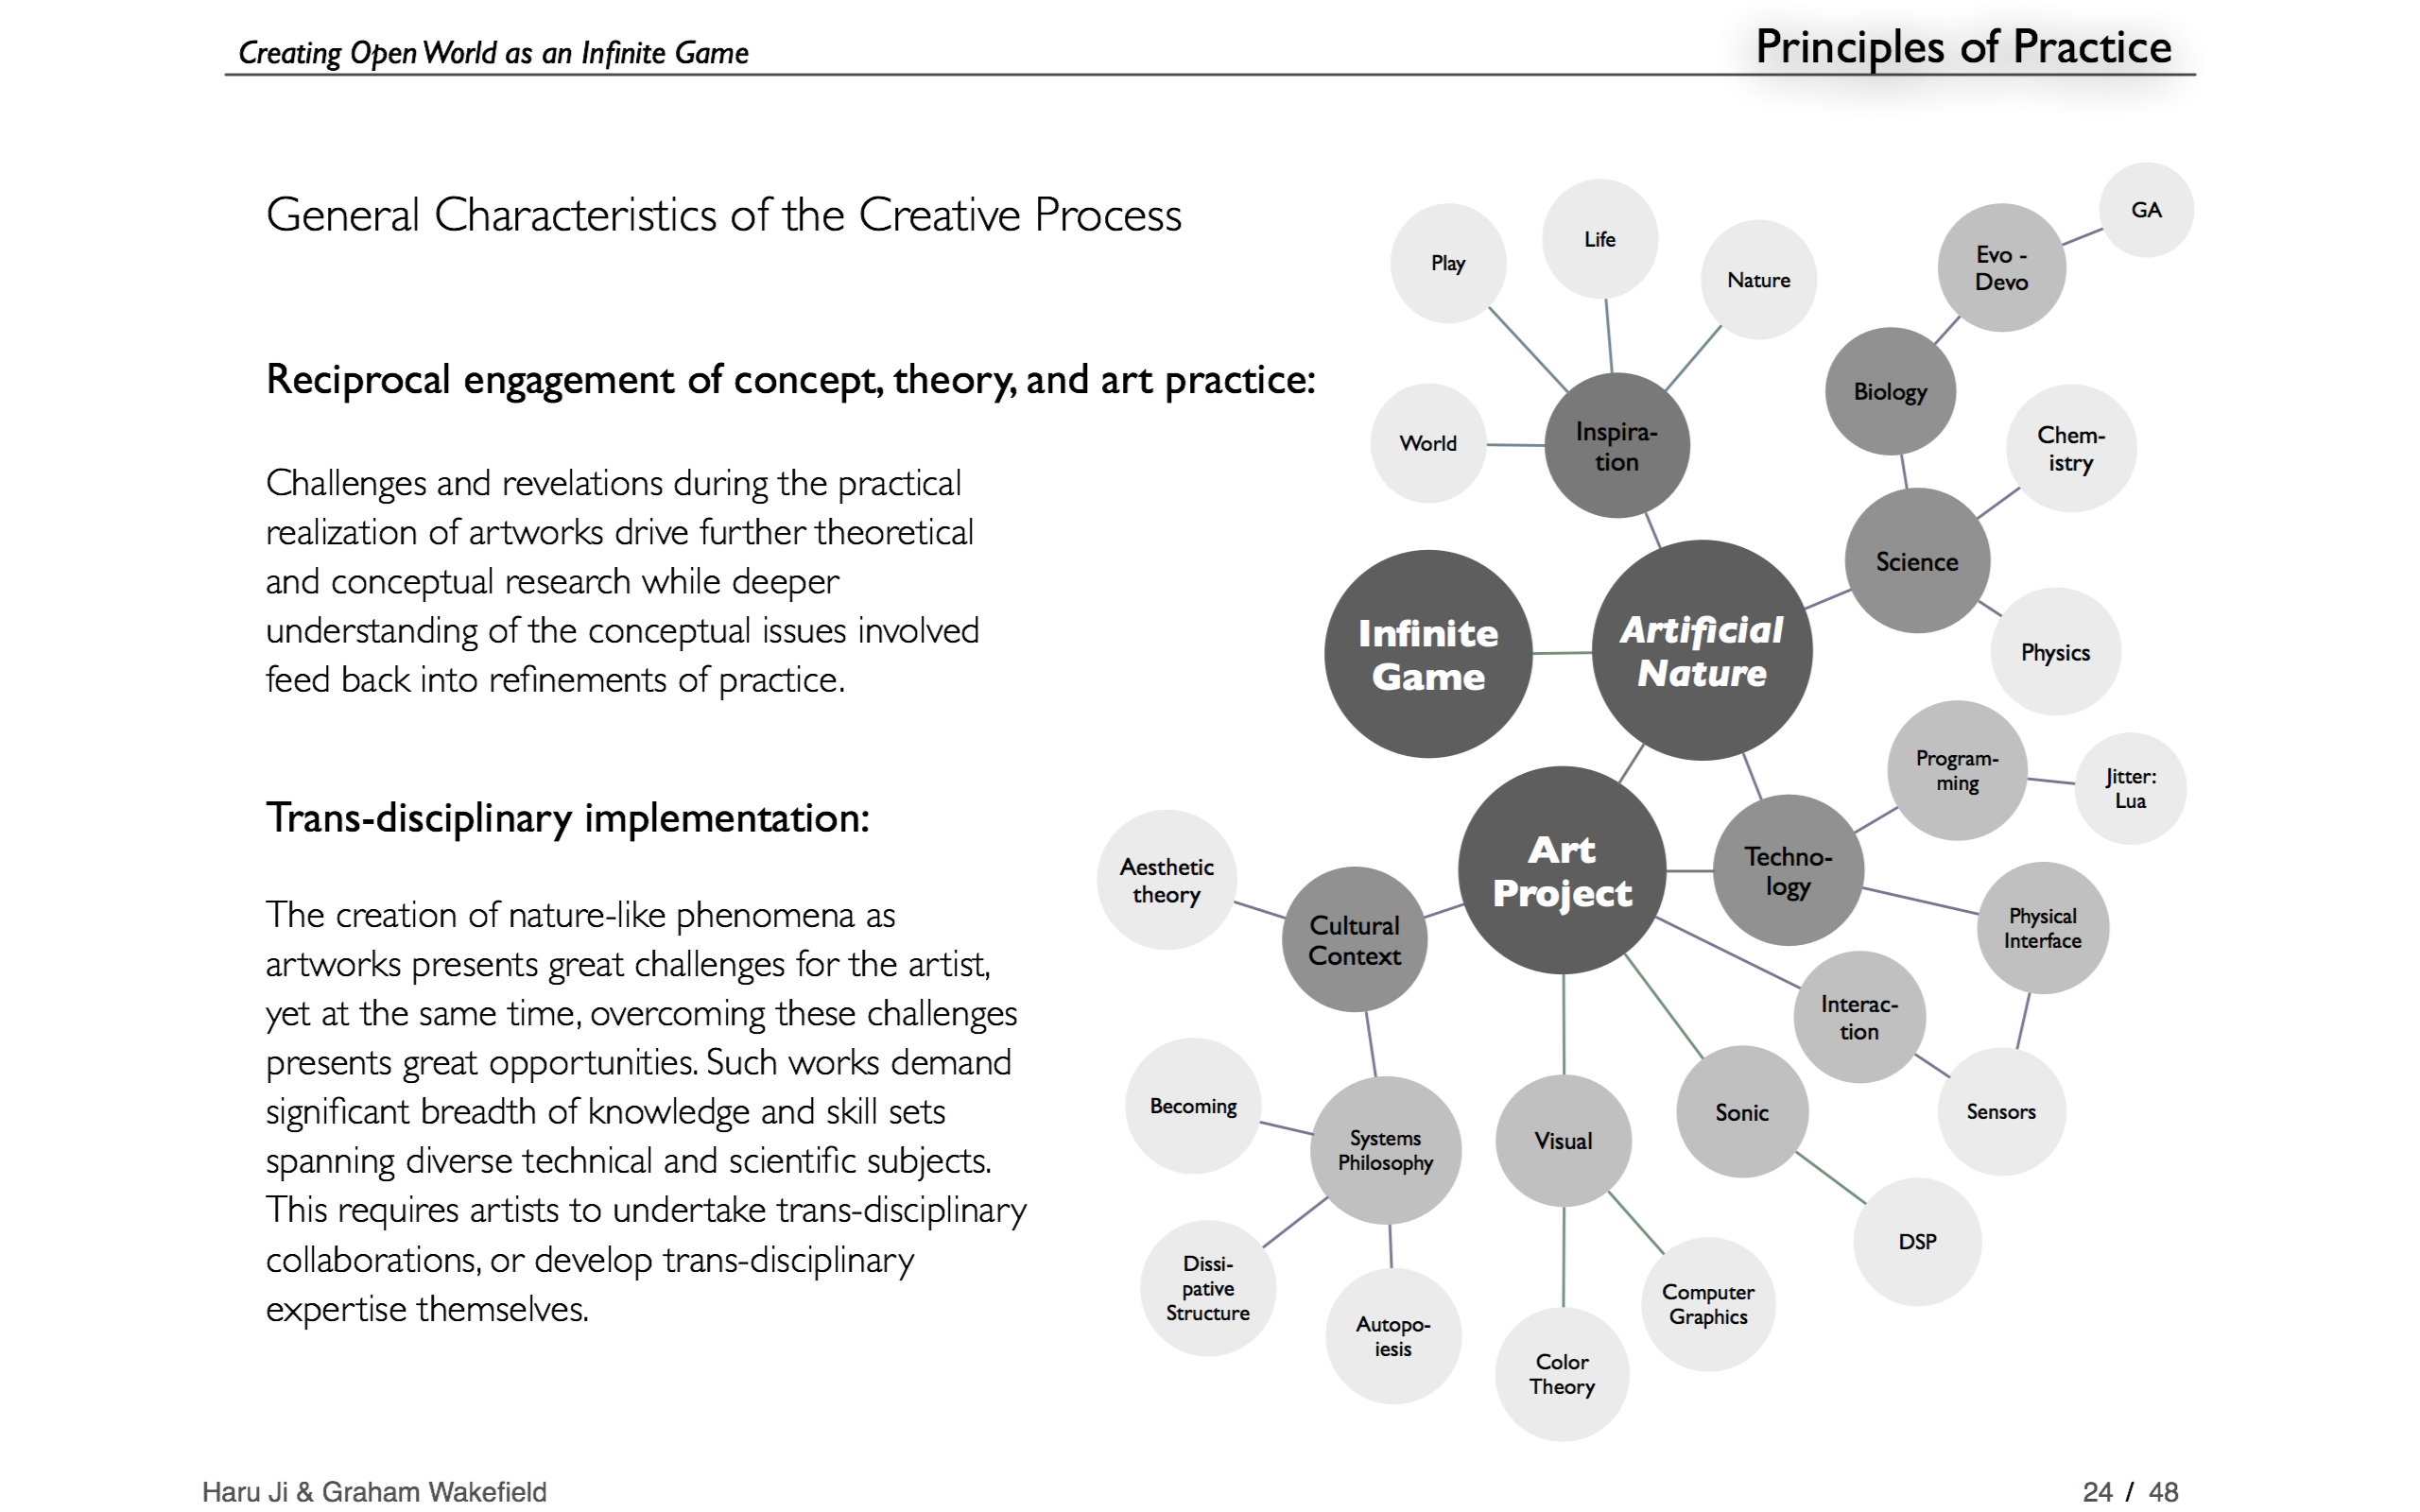 Creating Open World as an Infinite Game
Principles of Practice
General Characteristics of the Creative Process
Reciprocal engagement of concept, theory, and art practice:
Challenges and revelations during the practical
realization of artworks drive further theoretical
and conceptual research while deeper
understanding of the conceptual issues involved
feed back into refinements of practice.
Trans-disciplinary implementation:
The creation of nature-like phenomena as
artworks presents great challenges for the artist,
yet at the same time, overcoming these challenges
presents great opportunities. Such works demand
significant breadth of knowledge and skill sets
spanning diverse technical and scientific subjects.
This requires artists to undertake trans-disciplinary
collaborations, or develop trans-disciplinary
expertise themselves.
Play
Life
Nature
World
Inspira-
tion
GA
Evo -
Devo
Biology
Chem-
istry
Science
Physics
Infinite
Game
Artificial
Nature
Program-
ming
Jitter:
Lua
Art
Project
Techno-
logy
Physical
Interface
Aesthetic
theory
Cultural
Context
Interac-
tion
Sensors
Becoming
Systems
Philosophy
Visual
Sonic
DSP
Dissi-
pative
Structure
Autopo-
iesis
Color
Theory
Computer
Graphics
Haru Ji & Graham Wakefield
24 / 48